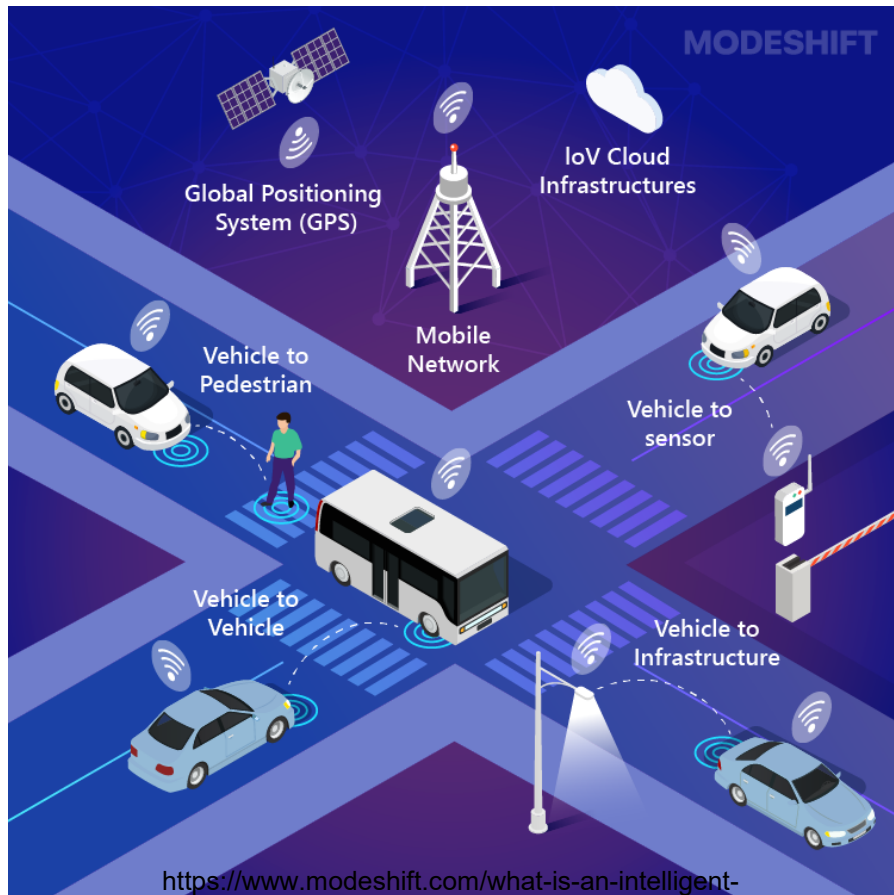 MODESHIFT
Global Positioning
System (GPS)
IoV Cloud
Infrastructures
Mobile
Network
Vehicle to
Pedestrian
Vehicle to
sensor
Vehicle to
Vehicle
Vehicle to
Infrastructure
https://www.modeshift.com/what-is-an-intelligent-